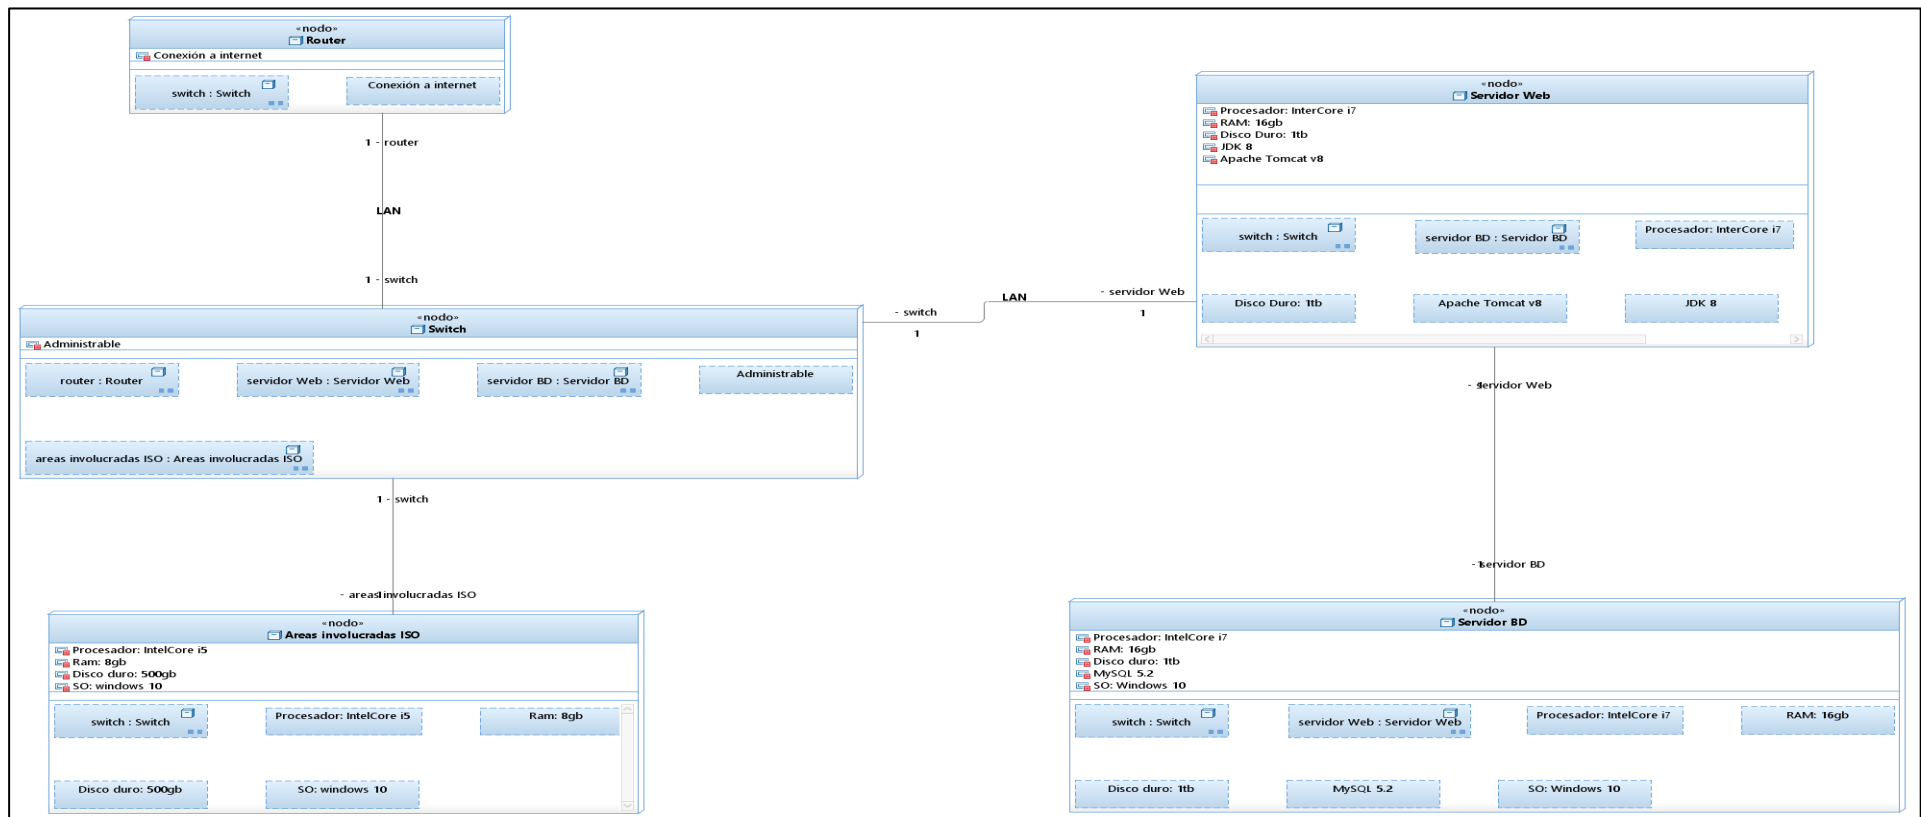 «nodo»
Router
Conexión a internet
switch : Switch
Conexión a internet
1 - router
LAN
1 - switch
«nodo»
Switch
Administrable
router : Router
servidor Web : Servidor Web
servidor BD : Servidor BD
Administrable
areas involucradas ISO : Areas involucradas ISO
- switch
1
LAN
- servidor Web
1
«nodo»
Servidor Web
Procesador: InterCore i7
RAM: 16gb
Disco Duro: 1tb
JDK 8
Apache Tomcat v8
switch : Switch
servidor BD : Servidor BD
Procesador: InterCore i7
Disco Duro: 1tb
Apache Tomcat v8
JDK 8
- servidor Web
1
- servidor BD
1
1 - switch
- areas involucradas ISO
1
«nodo»
Areas involucradas ISO
Procesador: IntelCore i5
Ram: 8gb
Disco duro: 500gb
SO: windows 10
switch : Switch
Procesador: IntelCore i5
Ram: 8gb
Disco duro: 500gb
SO: windows 10
«nodo»
Servidor BD
Procesador: IntelCore i7
RAM: 16gb
Disco duro: 1tb
MySQL 5.2
SO: Windows 10
switch : Switch
servidor Web : Servidor Web
Procesador: IntelCore i7
RAM: 16gb
Disco duro: 1tb
MySQL 5.2
SO: Windows 10